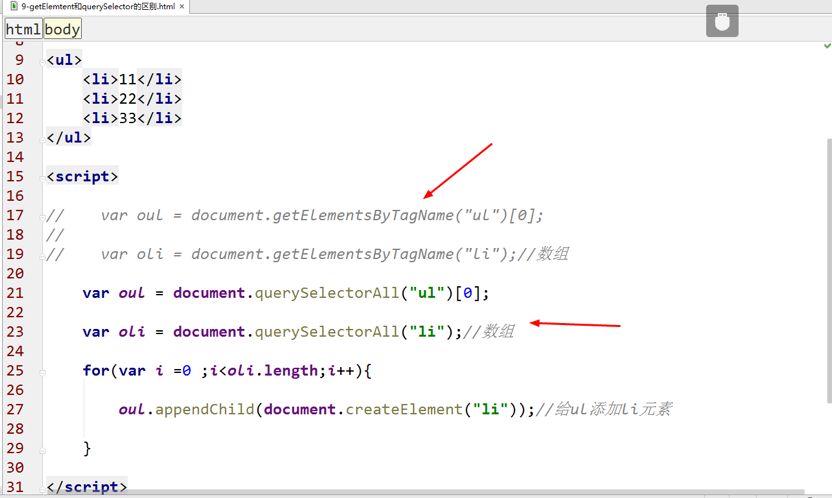 9-getElemtent和querySelector的区别.html ×
html body
8
9 <ul>
10 <li>11</li>
11 <li>22</li>
12 <li>33</li>
13 </ul>
14
15 <script>
16
17 // var oul = document.getElementsByTagName("ul")[0];
18 //
19 // var oli = document.getElementsByTagName("li");//数组
20
21 var oul = document.querySelectorAll("ul")[0];
22
23 var oli = document.querySelectorAll("li");//数组
24
25 for(var i =0 ;i<oli.length;i++){
26
27 oul.appendChild(document.createElement("li"));//给ul添加li元素
28
29 }
30
31 </script>